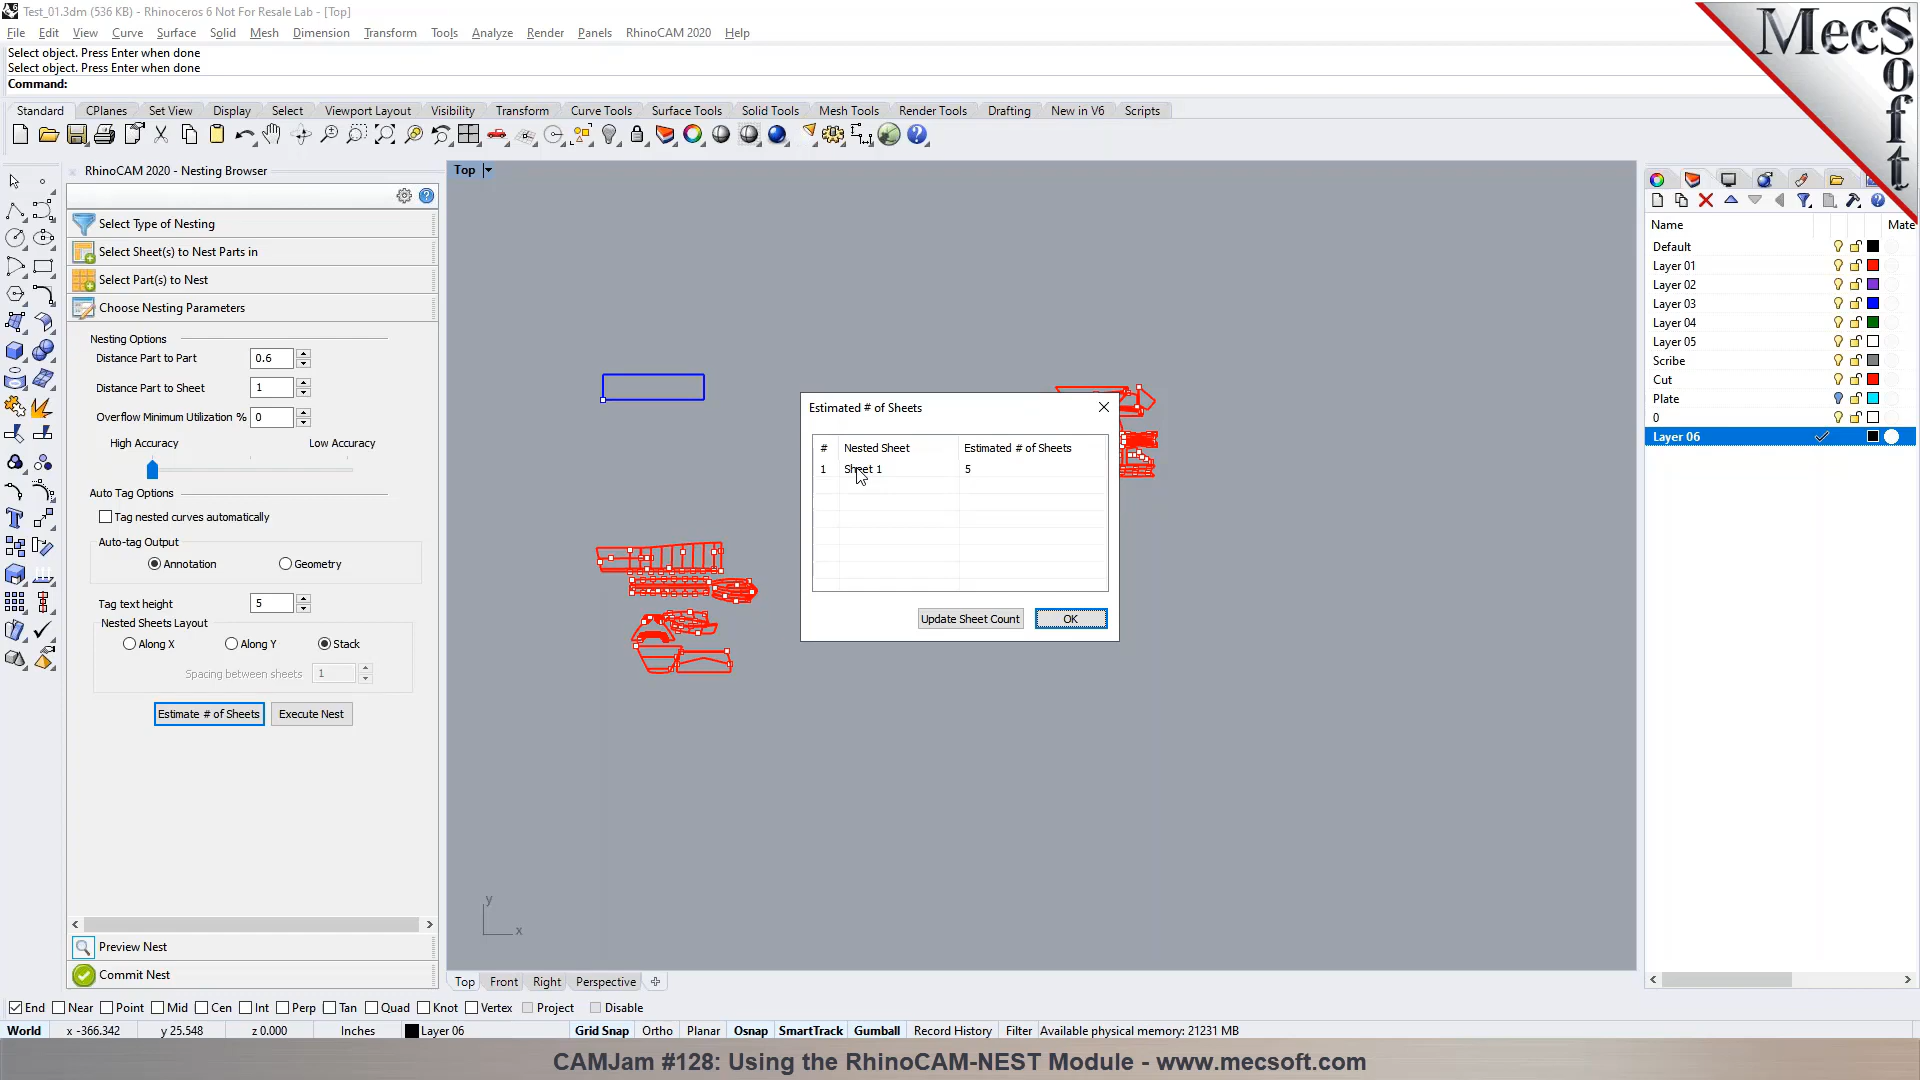 Test_01.3dm (536 KB) - Rhinoceros 6 Not For Resale Lab - [Top]
File Edit View Curve Surface Solid Mesh Dimension Transform Tools Analyze Render Panels RhinoCAM 2020 Help
Select object. Press Enter when done
Select object. Press Enter when done
Command:
Standard CPlanes Set View Display Select Viewport Layout Visibility Transform Curve Tools Surface Tools Solid Tools Mesh Tools Render Tools Drafting New in V6 Scripts
MecSoft
RhinoCAM 2020 - Nesting Browser
Select Type of Nesting
Select Sheet(s) to Nest Parts in
Select Part(s) to Nest
Choose Nesting Parameters
Nesting Options
Distance Part to Part 0.6
Distance Part to Sheet 1
Overflow Minimum Utilization % 0
High Accuracy Low Accuracy
Auto Tag Options
Tag nested curves automatically
Auto-tag Output
Annotation Geometry
Tag text height 5
Nested Sheets Layout
Along X Along Y Stack
Spacing between sheets 1
Estimate # of Sheets Execute Nest
Preview Nest
Commit Nest
Top
y
x
Estimated # of Sheets
# Nested Sheet Estimated # of Sheets
1 Sheet 1 5
Update Sheet Count OK
Name Mate
Default
Layer 01
Layer 02
Layer 03
Layer 04
Layer 05
Scribe
Cut
Plate
0
Layer 06
Top Front Right Perspective
End Near Point Mid Cen Int Perp Tan Quad Knot Vertex Project Disable
World x -366.342 y 25.548 z 0.000 Inches Layer 06 Grid Snap Ortho Planar Osnap SmartTrack Gumball Record History Filter Available physical memory: 21231 MB
CAMJam #128: Using the RhinoCAM-NEST Module - www.mecsoft.com